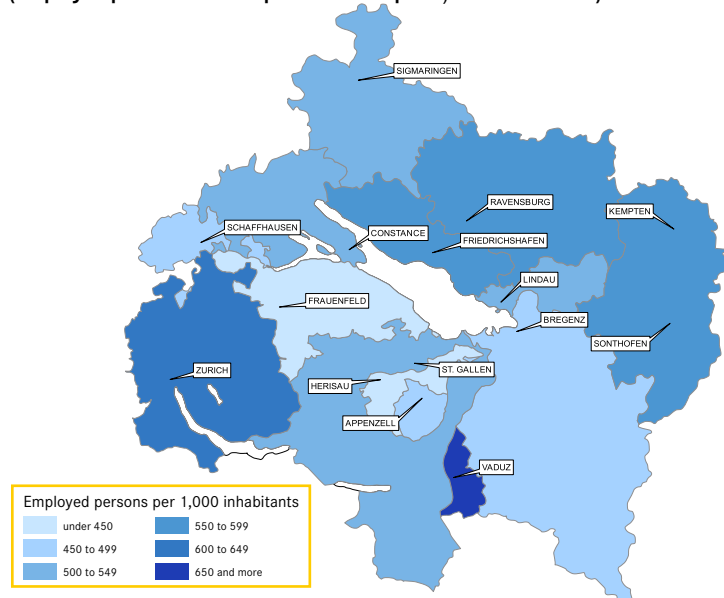 SIGMARINGEN
RAVENSBURG
KEMPTEN
SCHAFFHAUSEN
CONSTANCE
FRIEDRICHSHAFEN
LINDAU
FRAUENFELD
BREGENZ
SONTHOFEN
ZURICH
ST. GALLEN
HERISAU
APPENZELL
VADUZ
Employed persons per 1,000 inhabitants
under 450
550 to 599
450 to 499
600 to 649
500 to 549
650 and more